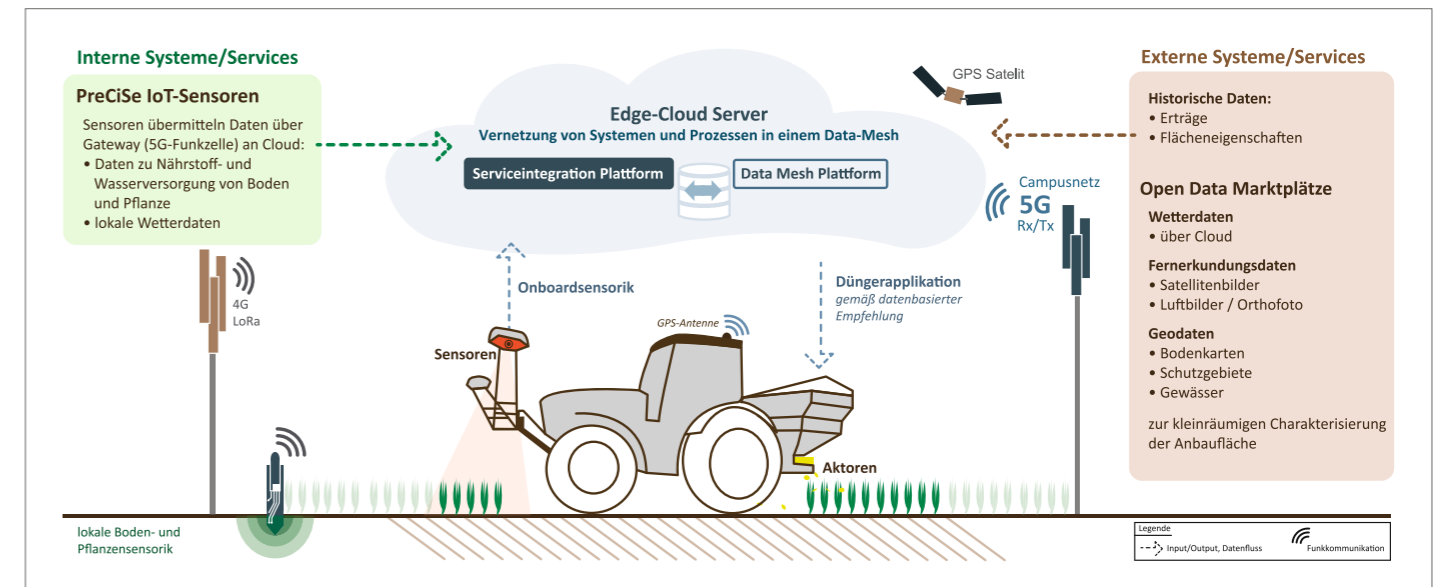 Interne Systeme/Services
PreCiSe IoT-Sensoren
Sensoren übermitteln Daten über
Gateway (5G-Funkzelle) an Cloud:
• Daten zu Nährstoff- und
Wasserversorgung von Boden
und Pflanze
• lokale Wetterdaten
4G
LoRa
lokale Boden- und
Pflanzensensorik
Edge-Cloud Server
Vernetzung von Systemen und Prozessen in einem Data-Mesh
Serviceintegration Plattform
Data Mesh Plattform
GPS Satelit
Campusnetz
5G
Rx/Tx
Onboardsensorik
Düngerapplikation
gemäß datenbasierter
Empfehlung
GPS-Antenne
Sensoren
Aktoren
Externe Systeme/Services
Historische Daten:
• Erträge
• Flächeneigenschaften
Open Data Marktplätze
Wetterdaten
• über Cloud
Fernerkundungsdaten
• Satellitenbilder
• Luftbilder / Orthofoto
Geodaten
• Bodenkarten
• Schutzgebiete
• Gewässer
zur kleinräumigen Charakterisierung
der Anbaufläche
Legende
Input/Output, Datenfluss
Funkkommunikation